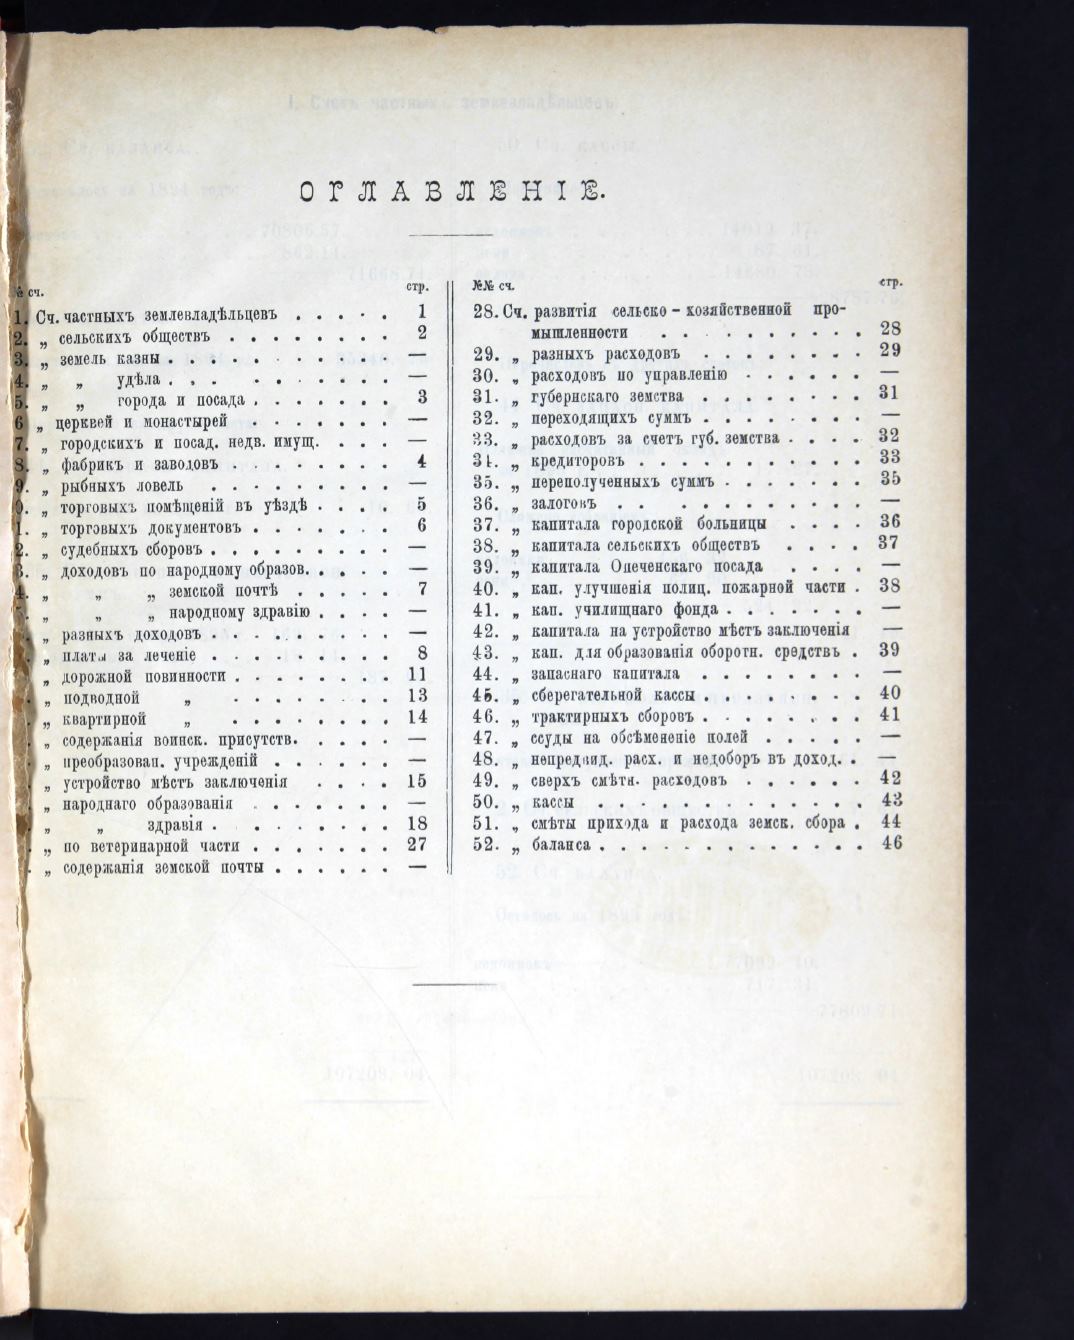 ОГЛАВЛЕНІЕ.
№ сч. стр.
1. Сч. частныхъ землевладѣльцевъ . . . . . 1
2. „ сельскихъ обществъ . . . . . . . . 2
3. „ земель казны . . . . . . . . . . —
4. „ „ удѣла . . . . . . . . . . —
5. „ „ города и посада . . . . . . . 3
6 „ церквей и монастырей . . . . . . . —
7. „ городскихъ и посад. недв. имущ. . . . . —
8. „ фабрикъ и заводовъ . . . . . . . . 4
9. „ рыбныхъ ловель . . . . . . . . . —
0. „ торговыхъ помѣщеній въ уѣздѣ . . . . 5
1. „ торговыхъ документовъ . . . . . . . 6
2. „ судебныхъ сборовъ . . . . . . . . . —
3. „ доходовъ по народному образов. . . . . —
4. „ „ „ земской почтѣ . . . . . 7
„ „ „ народному здравію . . . . —
„ разныхъ доходовъ . . . . . . . . . —
„ платы за леченіе . . . . . . . . . 8
„ дорожной повинности . . . . . . . . 11
„ подводной „ . . . . . . . . 13
„ квартирной „ . . . . . . . . 14
„ содержанія воинск. присутств. . . . . . —
„ преобразован. учрежденій . . . . . . —
„ устройство мѣстъ заключенія . . . . 15
„ народнаго образованія . . . . . . . —
„ „ здравія . . . . . . . . . 18
„ по ветеринарной части . . . . . . . 27
„ содержанія земской почты . . . . . . —
№№ сч. стр.
28. Сч. развитія сельско-хозяйственной про-
мышленности . . . . . . . . . 28
29. „ разныхъ расходовъ . . . . . . . . 29
30. „ расходовъ по управленію . . . . . . —
31. „ губернскаго земства . . . . . . . . 31
32. „ переходящихъ суммъ . . . . . . . . —
33. „ расходовъ за счетъ губ. земства . . . . 32
34. „ кредиторовъ . . . . . . . . . . . 33
35. „ переполученныхъ суммъ . . . . . . . 35
36. „ залоговъ . . . . . . . . . . . —
37. „ капитала городской больницы . . . . 36
38. „ капитала сельскихъ обществъ . . . . 37
39. „ капитала Опеченскаго посада . . . . —
40. „ кап. улучшенія полиц. пожарной части . 38
41. „ кап. училищнаго фонда . . . . . . . —
42. „ капитала на устройство мѣстъ заключенія —
43. „ кап. для образованія оборотн. средствъ . 39
44. „ запаснаго капитала . . . . . . . . —
45. „ сберегательной кассы . . . . . . . . 40
46. „ трактирныхъ сборовъ . . . . . . . . 41
47. „ ссуды на обсѣмененіе полей . . . . . —
48. „ непредвид. расх. и недоборъ въ доход. . —
49. „ сверхъ смѣтн. расходовъ . . . . . . 42
50. „ кассы . . . . . . . . . . . . . 43
51. „ смѣты прихода и расхода земск. сбора . 44
52. „ баланса . . . . . . . . . . . . . 46